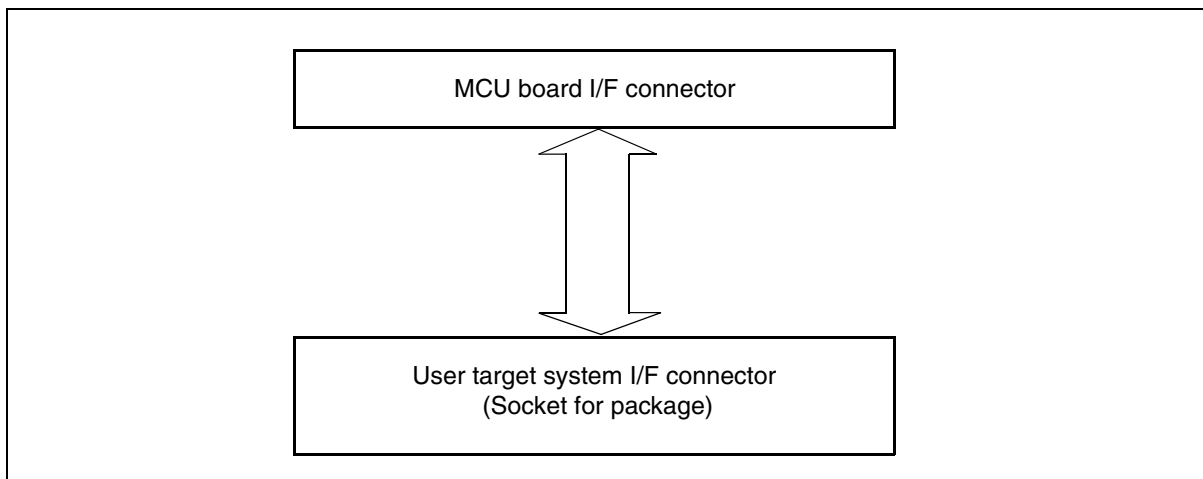 MCU board I/F connector
User target system I/F connector
(Socket for package)